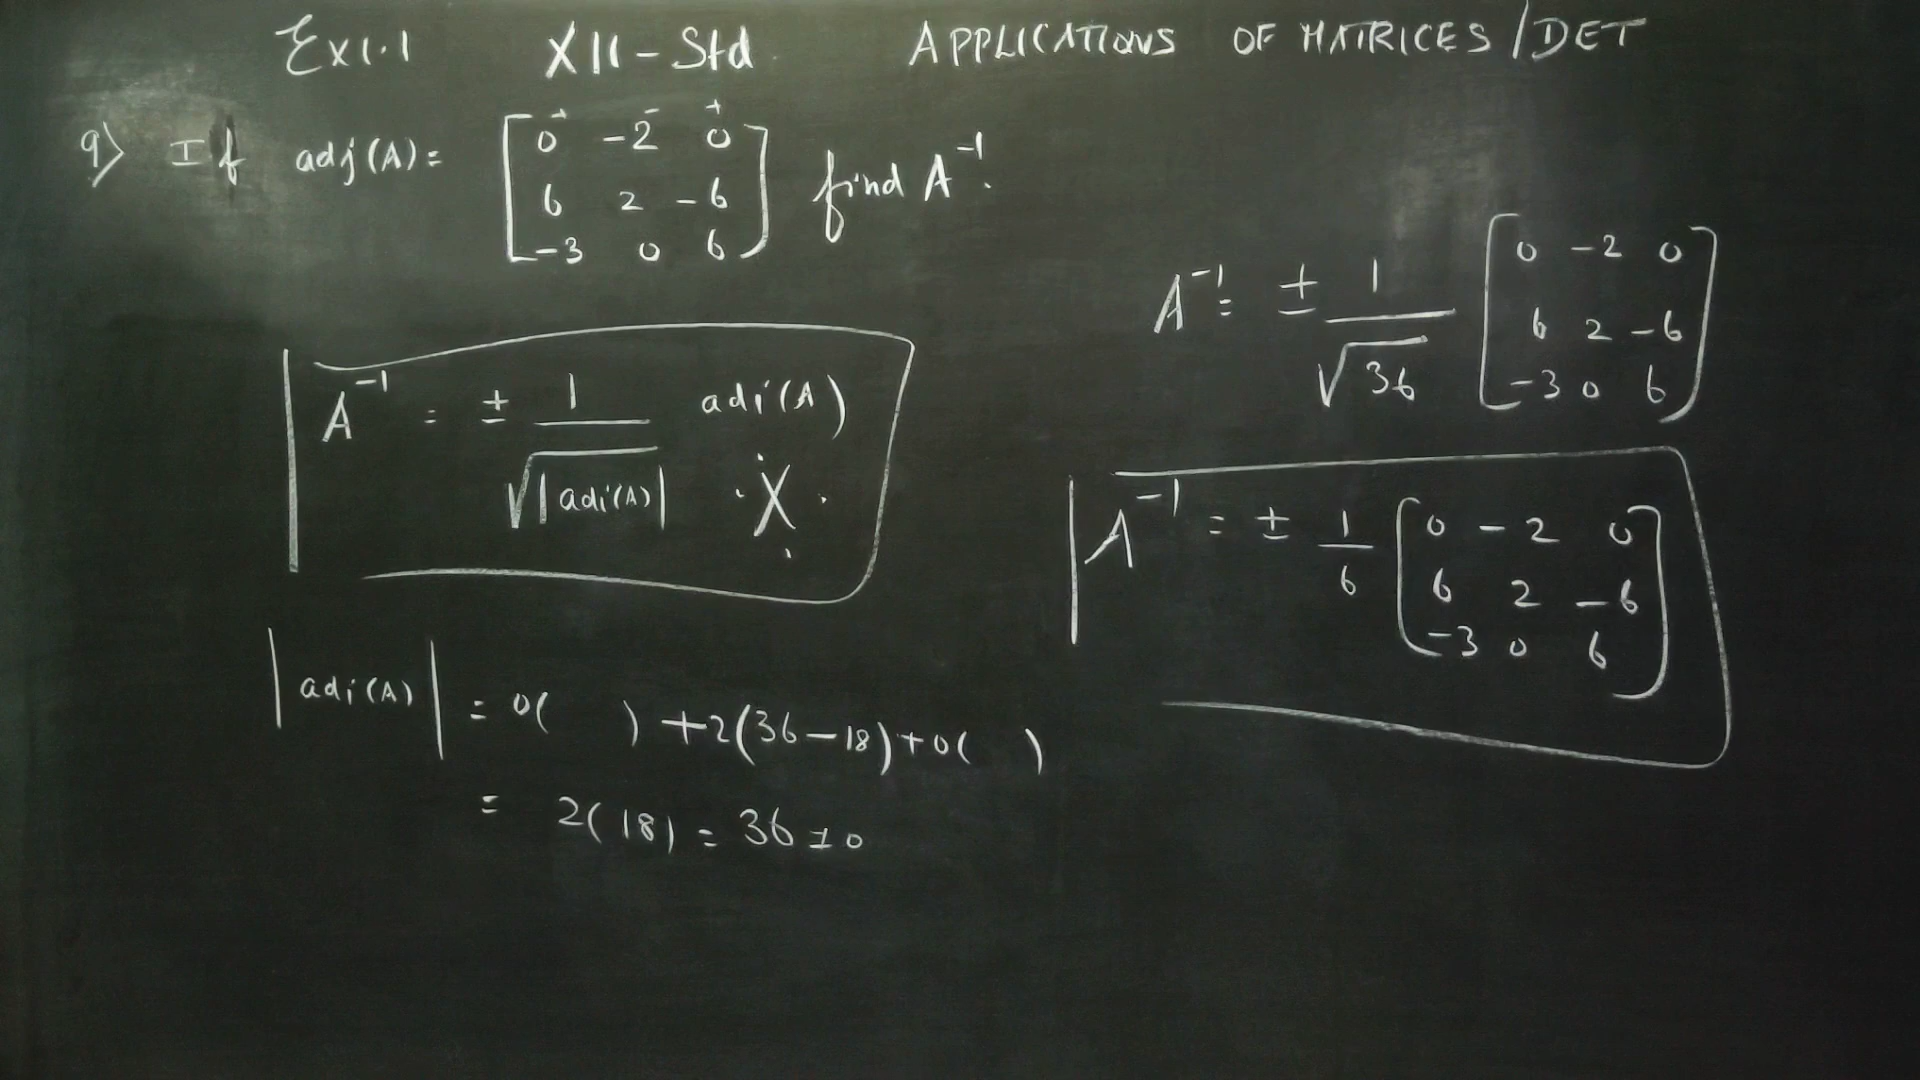 Ex1.1 XII-Std APPLICATIONS OF MATRICES/DET
9) If adj(A)= [0 -2 0 find A⁻¹.
+ - +
6 2 -6
-3 0 6]
A⁻¹ = ± 1/√|adj(A)| adj(A)
X
|adj(A)| = 0( ) +2(36-18)+0( )
= 2(18) = 36 ≠ 0
A⁻¹ = ± 1/√36 [0 -2 0
6 2 -6
-3 0 6]
A⁻¹ = ± 1/6 [0 -2 0
6 2 -6
-3 0 6]